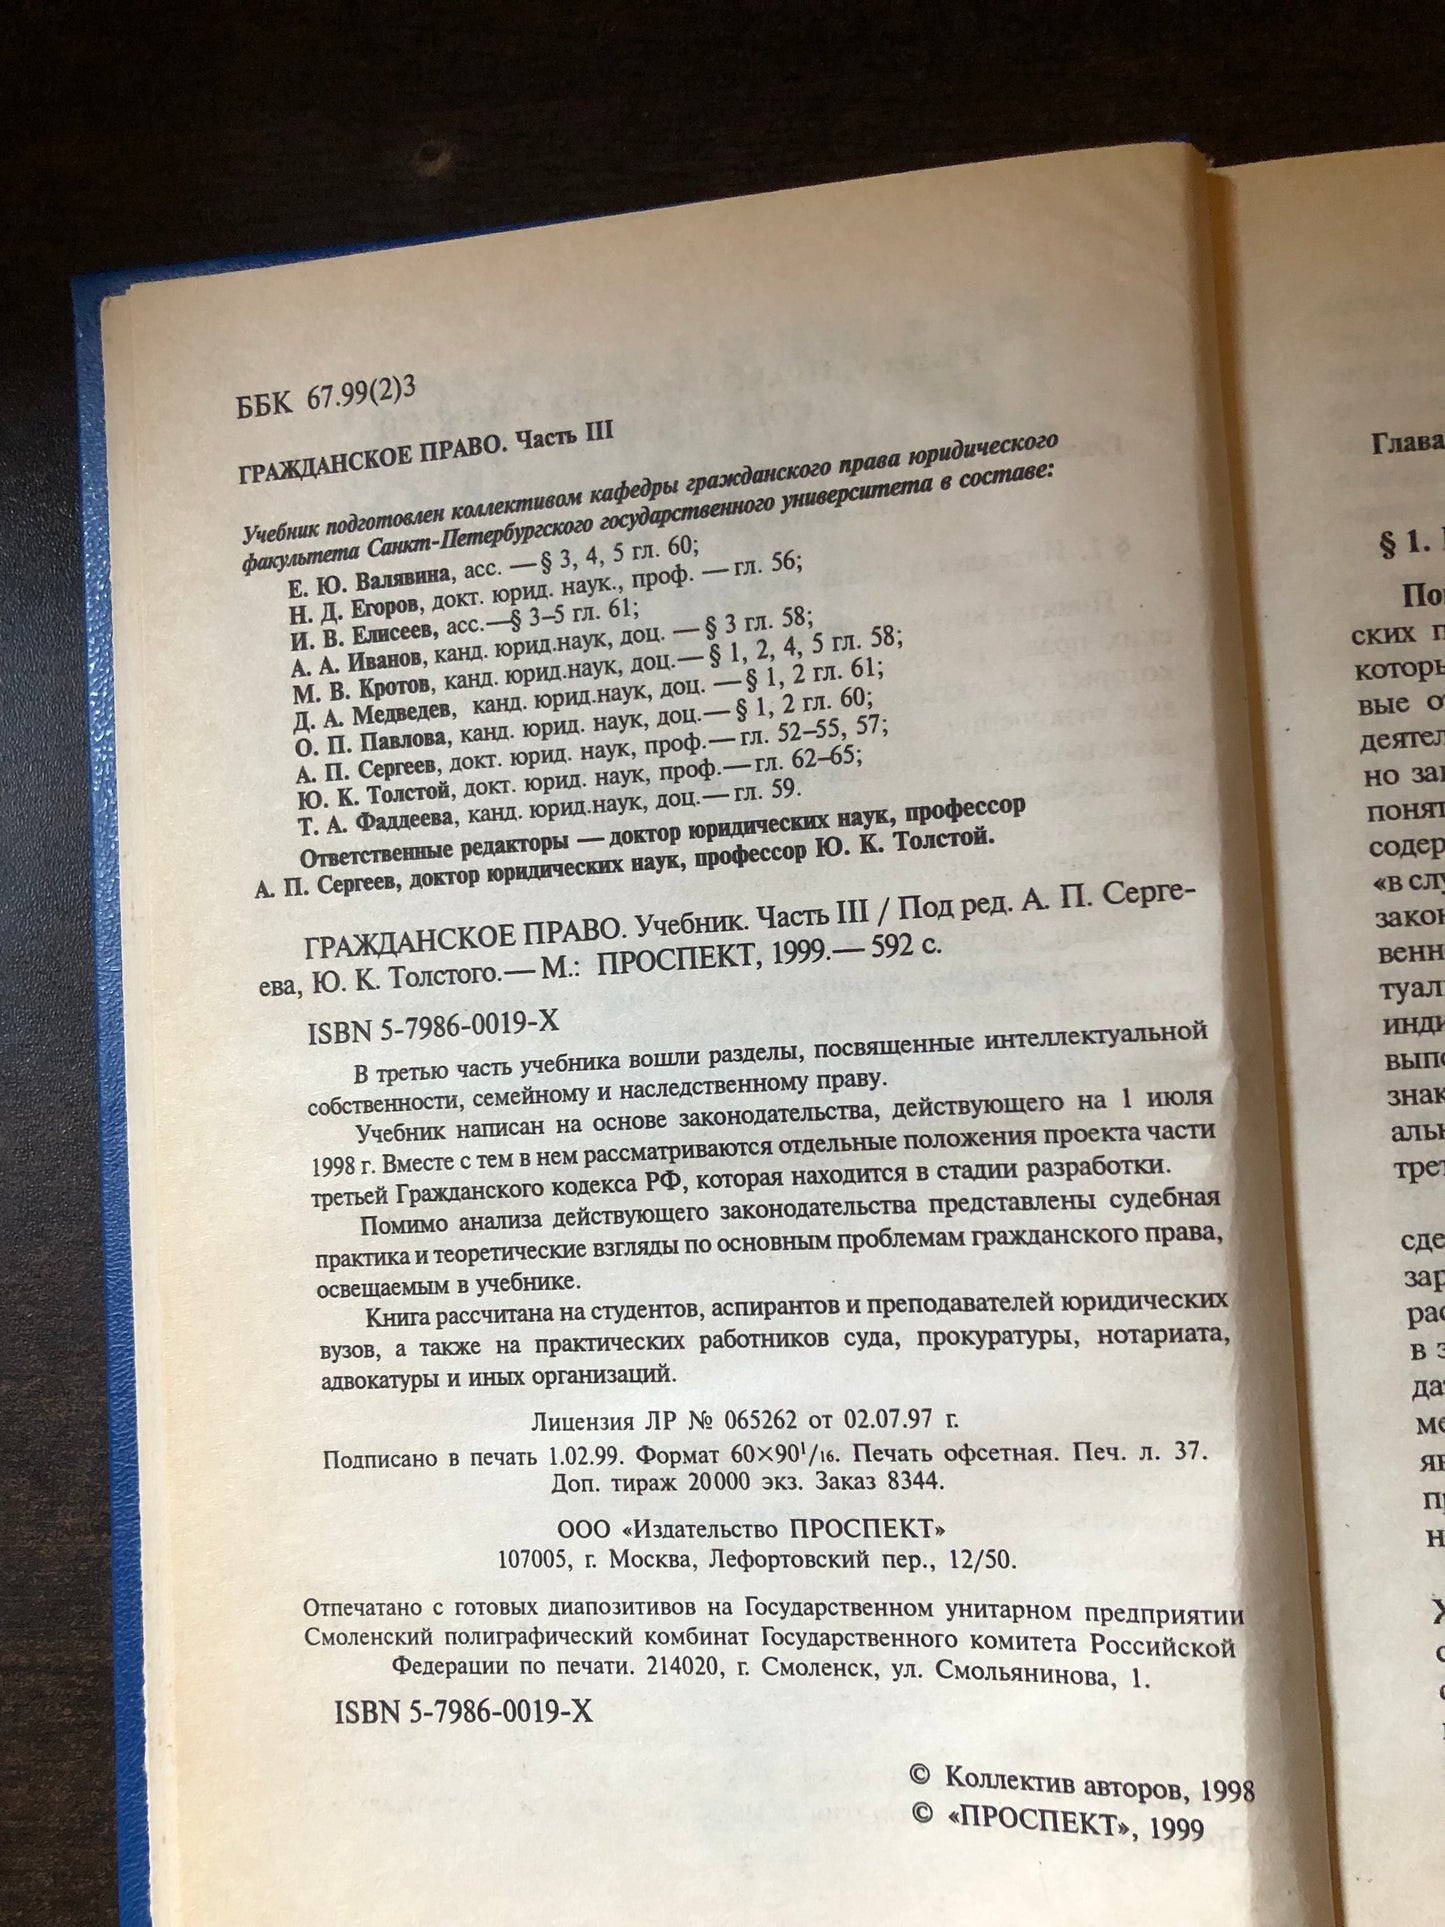 ББК 67.99(2)3
ГРАЖДАНСКОЕ ПРАВО. Часть III
Учебник подготовлен коллективом кафедры гражданского права юридического
факультета Санкт-Петербургского государственного университета в составе:
Е. Ю. Валявина, асс. — § 3, 4, 5 гл. 60;
Н. Д. Егоров, докт. юрид. наук., проф. — гл. 56;
И. В. Елисеев, асс.—§ 3–5 гл. 61;
А. А. Иванов, канд. юрид.наук, доц. — § 3 гл. 58;
М. В. Кротов, канд. юрид.наук, доц.— § 1, 2, 4, 5 гл. 58;
Д. А. Медведев, канд. юрид.наук, доц. — § 1, 2 гл. 61;
О. П. Павлова, канд. юрид. наук, доц.— § 1, 2 гл. 60;
А. П. Сергеев, докт. юрид. наук, проф.— гл. 52–55, 57;
Ю. К. Толстой, докт. юрид. наук, проф.— гл. 62–65;
Т. А. Фаддеева, канд. юрид.наук, доц.— гл. 59.
Ответственные редакторы — доктор юридических наук, профессор
А. П. Сергеев, доктор юридических наук, профессор Ю. К. Толстой.
ГРАЖДАНСКОЕ ПРАВО. Учебник. Часть III / Под ред. А. П. Серге-
ева, Ю. К. Толстого.— М.: ПРОСПЕКТ, 1999.— 592 с.
ISBN 5-7986-0019-X
В третью часть учебника вошли разделы, посвященные интеллектуальной
собственности, семейному и наследственному праву.
Учебник написан на основе законодательства, действующего на 1 июля
1998 г. Вместе с тем в нем рассматриваются отдельные положения проекта части
третьей Гражданского кодекса РФ, которая находится в стадии разработки.
Помимо анализа действующего законодательства представлены судебная
практика и теоретические взгляды по основным проблемам гражданского права,
освещаемым в учебнике.
Книга рассчитана на студентов, аспирантов и преподавателей юридических
вузов, а также на практических работников суда, прокуратуры, нотариата,
адвокатуры и иных организаций.
Лицензия ЛР № 065262 от 02.07.97 г.
Подписано в печать 1.02.99. Формат 60×90¹/₁₆. Печать офсетная. Печ. л. 37.
Доп. тираж 20000 экз. Заказ 8344.
ООО «Издательство ПРОСПЕКТ»
107005, г. Москва, Лефортовский пер., 12/50.
Отпечатано с готовых диапозитивов на Государственном унитарном предприятии
Смоленский полиграфический комбинат Государственного комитета Российской
Федерации по печати. 214020, г. Смоленск, ул. Смольянинова, 1.
ISBN 5-7986-0019-X
© Коллектив авторов, 1998
© «ПРОСПЕКТ», 1999
Глава
§ 1.
ских
но
«в
в